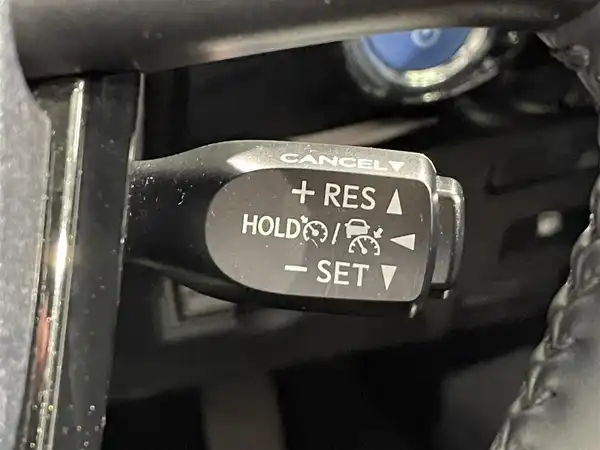 CANCEL▼
+ RES ▲
HOLD / ◀
− SET ▼